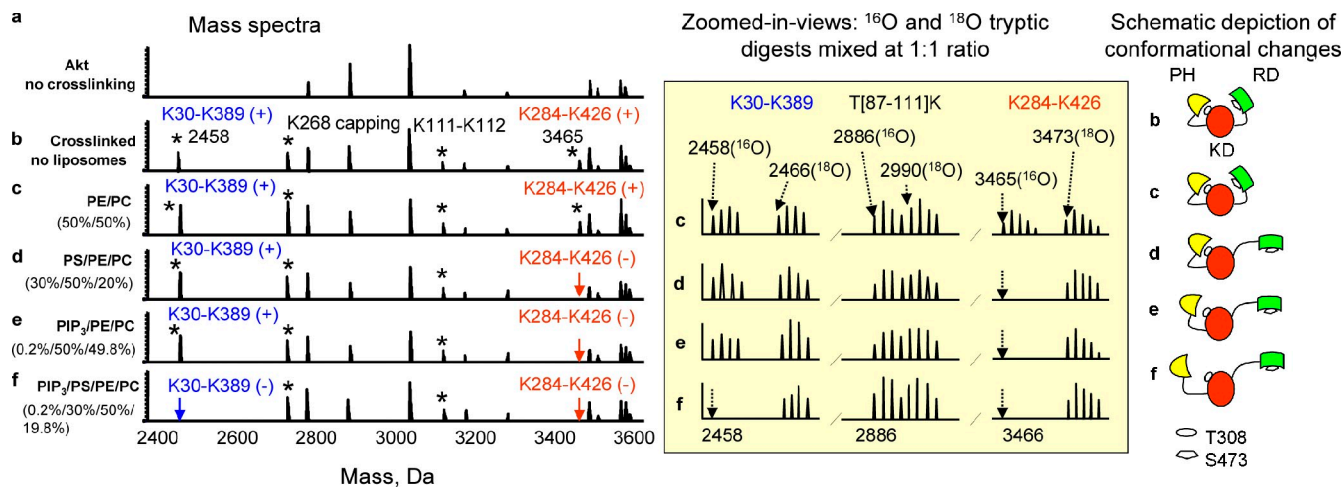 a
Mass spectra
Akt
no crosslinking
b
Crosslinked
no liposomes
K30-K389 (+)
* 2458
K268 capping
*
K111-K112
*
K284-K426 (+)
3465
*
c
PE/PC
(50%/50%)
K30-K389 (+)
*
*
*
K284-K426 (+)
*
d
PS/PE/PC
(30%/50%/20%)
K30-K389 (+)
*
*
*
K284-K426 (-)
e
PIP₃/PE/PC
(0.2%/50%/49.8%)
K30-K389 (+)
*
*
*
K284-K426 (-)
f
PIP₃/PS/PE/PC
(0.2%/30%/50%/
19.8%)
K30-K389 (-)
*
*
K284-K426 (-)
2400 2600 2800 3000 3200 3400 3600
Mass, Da
Zoomed-in-views: ¹⁶O and ¹⁸O tryptic
digests mixed at 1:1 ratio
K30-K389 T[87-111]K K284-K426
2458(¹⁶O)
2466(¹⁸O)
2886(¹⁶O)
2990(¹⁸O)
3465(¹⁶O)
3473(¹⁸O)
c
d
e
f
2458 2886 3466
Schematic depiction of
conformational changes
PH RD
b
KD
c
d
e
f
T308
S473